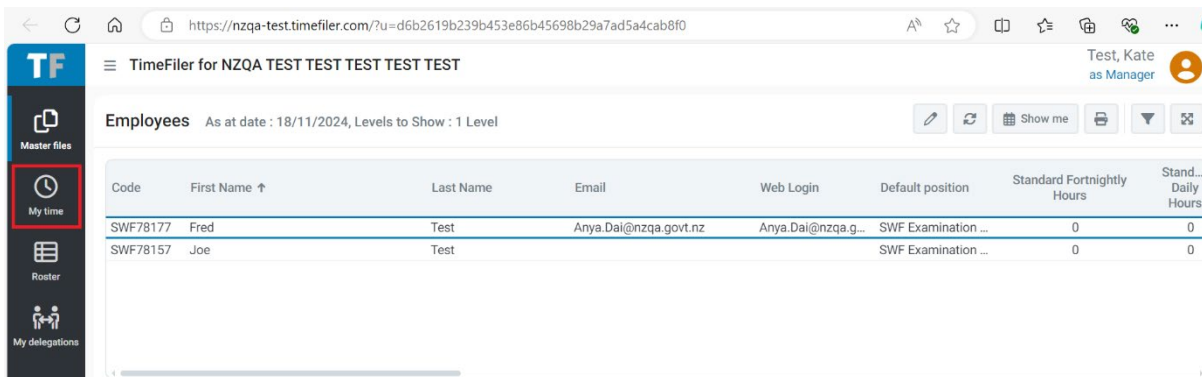 https://nzqa-test.timefiler.com/?u=d6b2619b239b453e86b45698b29a7ad5a4cab8f0
TF
TimeFiler for NZQA TEST TEST TEST TEST TEST
Test, Kate
as Manager
Master files
My time
Roster
My delegations
Employees As at date : 18/11/2024, Levels to Show : 1 Level
Show me
Code First Name ↑ Last Name Email Web Login Default position Standard Fortnightly Hours Stand... Daily Hours
SWF78177 Fred Test Anya.Dai@nzqa.govt.nz Anya.Dai@nzqa.g... SWF Examination ... 0 0
SWF78157 Joe Test SWF Examination ... 0 0